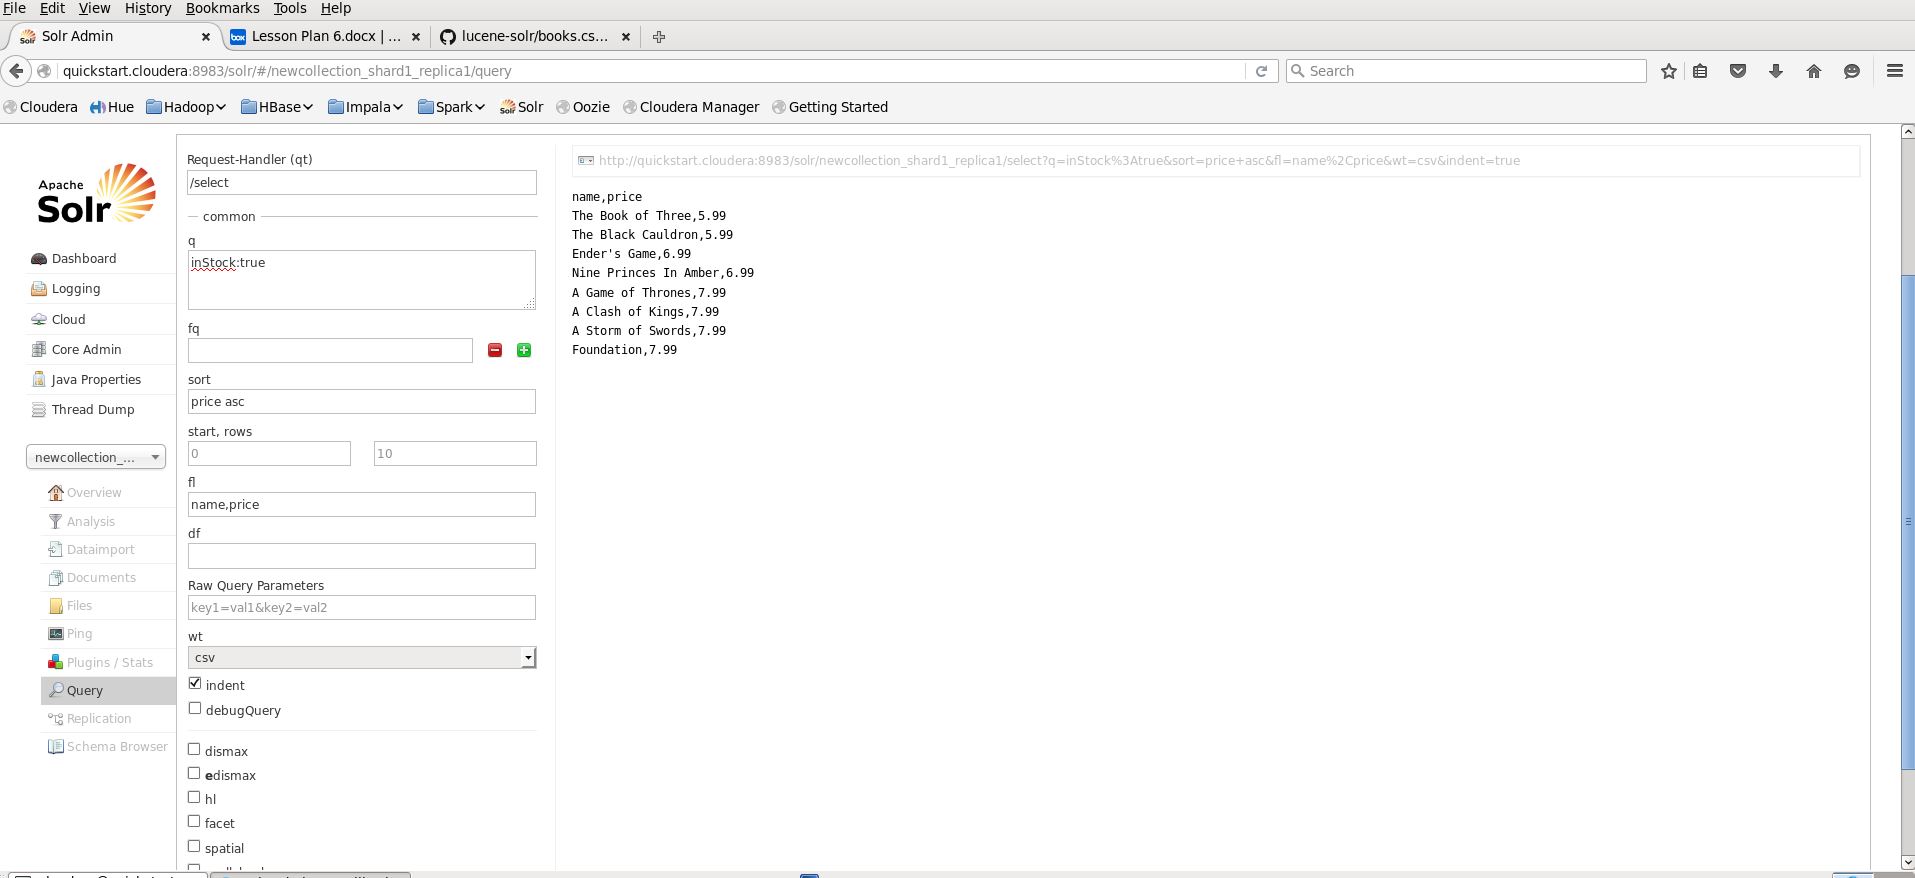 File Edit View History Bookmarks Tools Help
Solr Admin
Lesson Plan 6.docx | ...
lucene-solr/books.cs...
quickstart.cloudera:8983/solr/#/newcollection_shard1_replica1/query
Search
Cloudera Hue Hadoop HBase Impala Spark Solr Oozie Cloudera Manager Getting Started
Apache
Solr
Dashboard
Logging
Cloud
Core Admin
Java Properties
Thread Dump
newcollection_...
Overview
Analysis
Dataimport
Documents
Files
Ping
Plugins / Stats
Query
Replication
Schema Browser
Request-Handler (qt)
/select
common
q
inStock:true
fq
sort
price asc
start, rows
0
10
fl
name,price
df
Raw Query Parameters
key1=val1&key2=val2
wt
csv
indent
debugQuery
dismax
edismax
hl
facet
spatial
http://quickstart.cloudera:8983/solr/newcollection_shard1_replica1/select?q=inStock%3Atrue&sort=price+asc&fl=name%2Cprice&wt=csv&indent=true
name,price
The Book of Three,5.99
The Black Cauldron,5.99
Ender's Game,6.99
Nine Princes In Amber,6.99
A Game of Thrones,7.99
A Clash of Kings,7.99
A Storm of Swords,7.99
Foundation,7.99